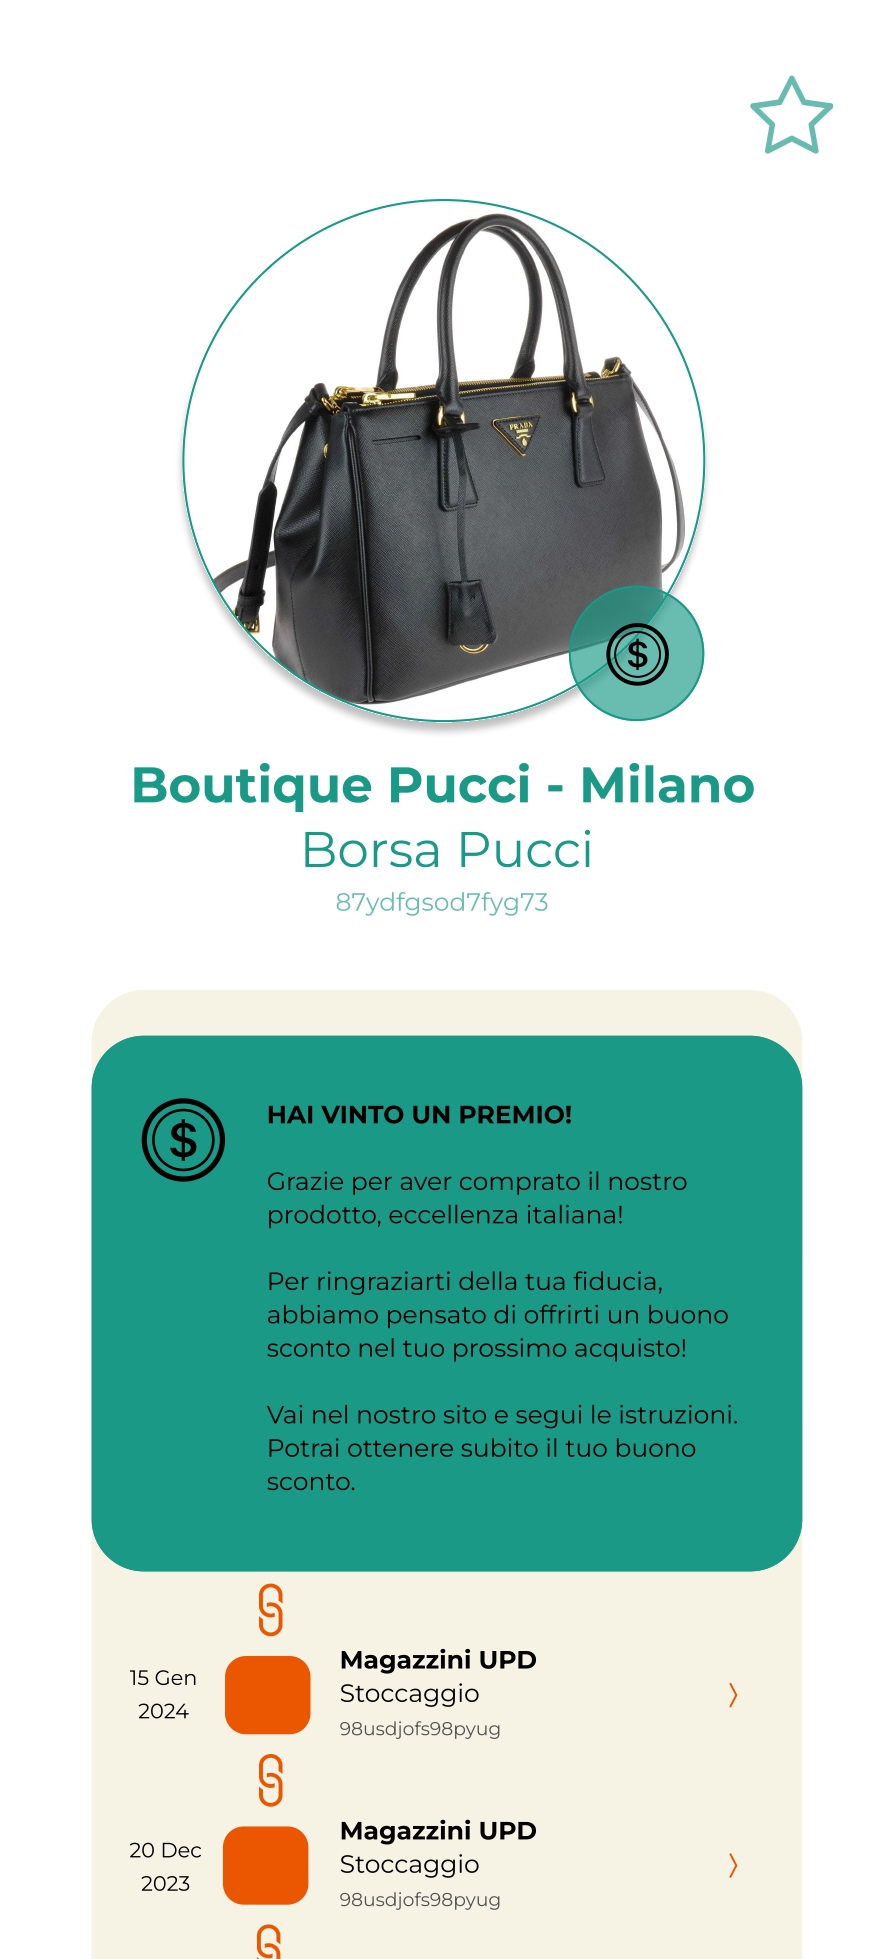 PRADA
$
Boutique Pucci - Milano
Borsa Pucci
87ydfgsod7fyg73
$
HAI VINTO UN PREMIO!
Grazie per aver comprato il nostro
prodotto, eccellenza italiana!
Per ringraziarti della tua fiducia,
abbiamo pensato di offrirti un buono
sconto nel tuo prossimo acquisto!
Vai nel nostro sito e segui le istruzioni.
Potrai ottenere subito il tuo buono
sconto.
15 Gen
2024
Magazzini UPD
Stoccaggio
98usdjofs98pyug
20 Dec
2023
Magazzini UPD
Stoccaggio
98usdjofs98pyug